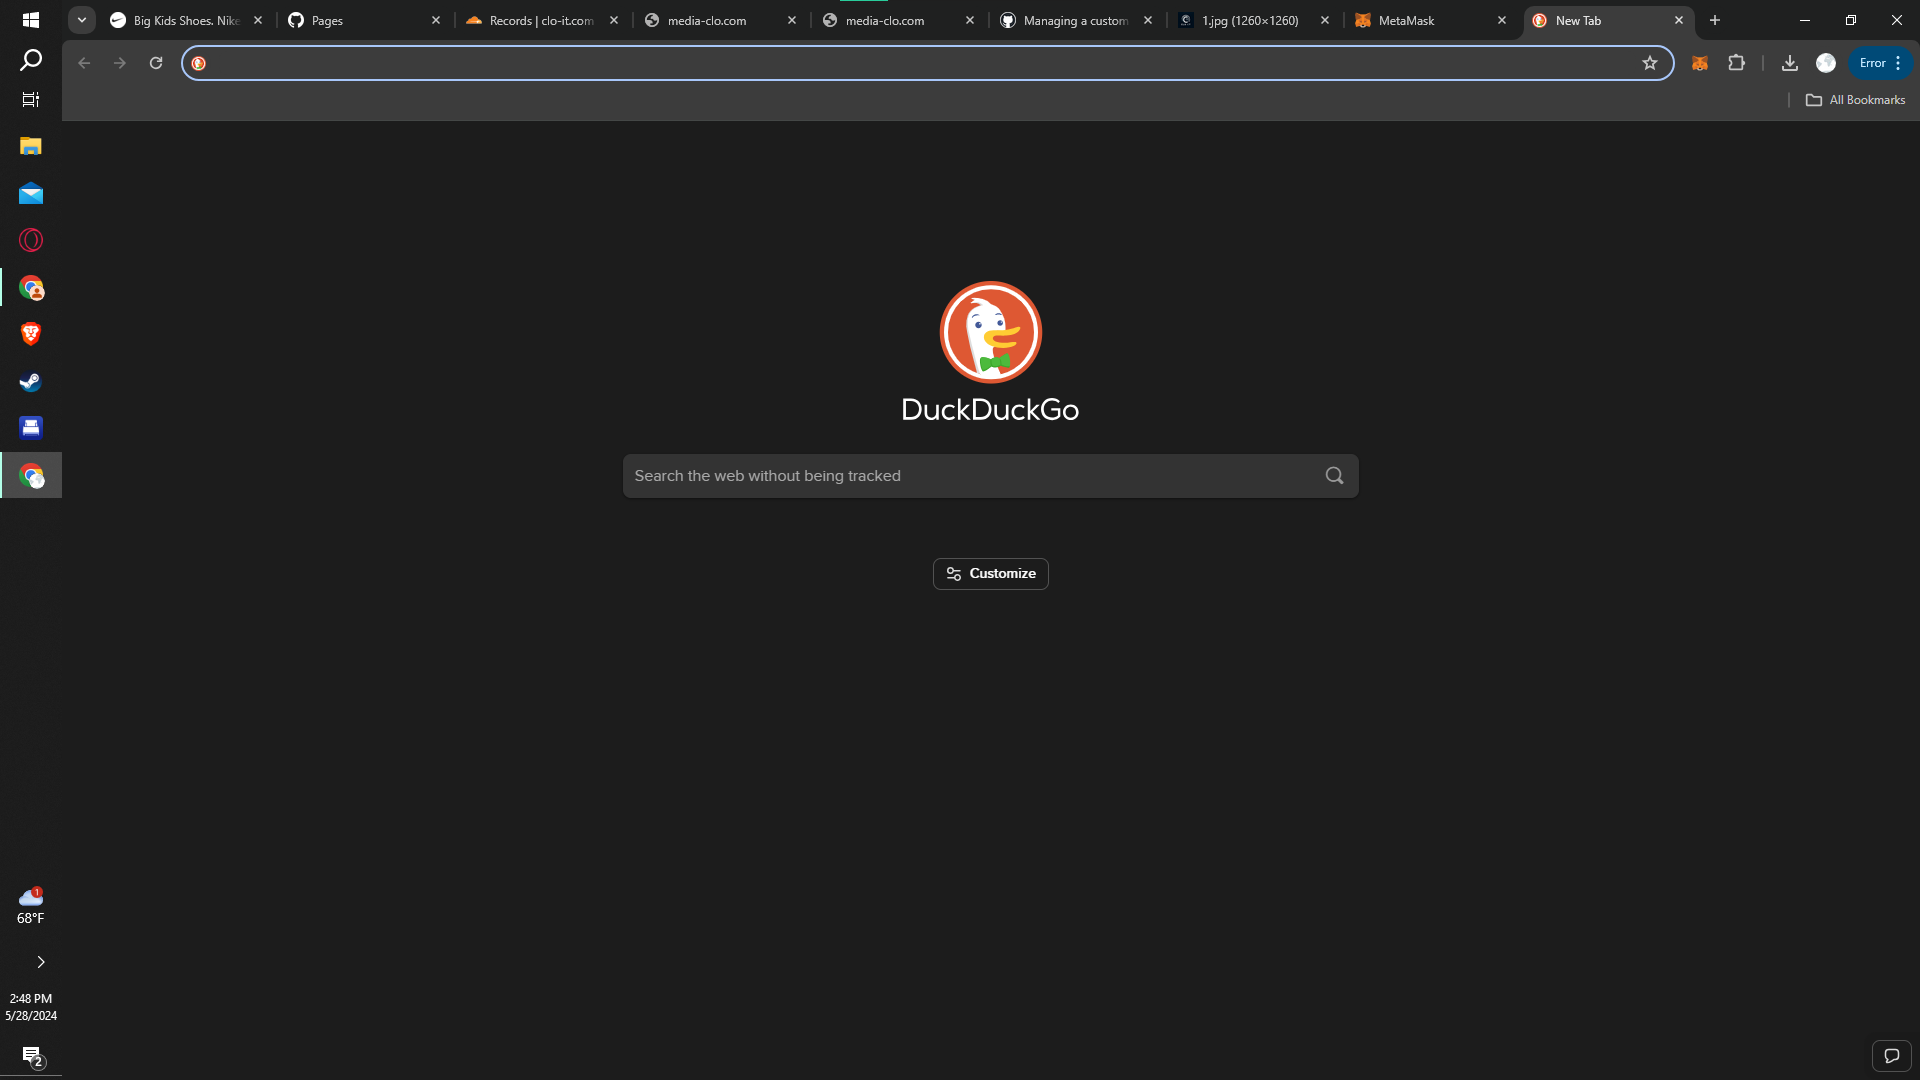 Big Kids Shoes. Nike
Pages
Records | clo-it.com
media-clo.com
media-clo.com
Managing a custom
1.jpg (1260×1260)
MetaMask
New Tab
Error
All Bookmarks
DuckDuckGo
Search the web without being tracked
Customize
1
68°F
2:48 PM
5/28/2024
2